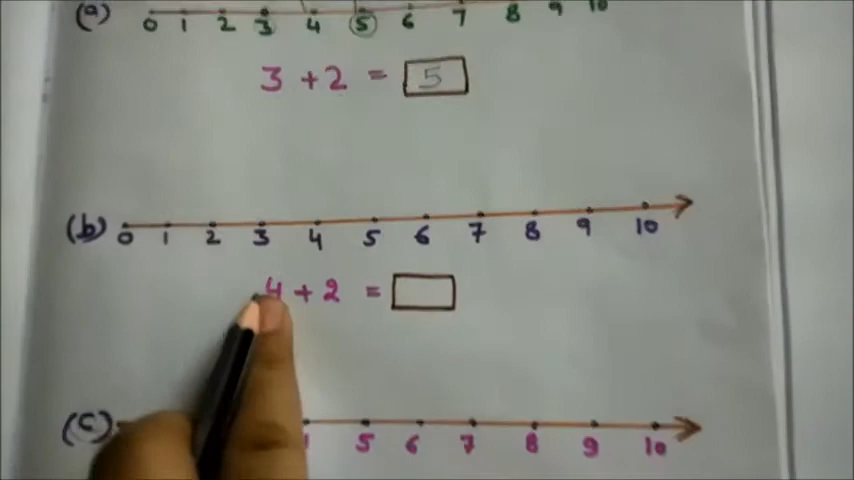 (a) 0 1 2 3 4 5 6 7 8 9 10
3 + 2 = 5
(b) 0 1 2 3 4 5 6 7 8 9 10
4 + 2 =
(c) 5 6 7 8 9 10